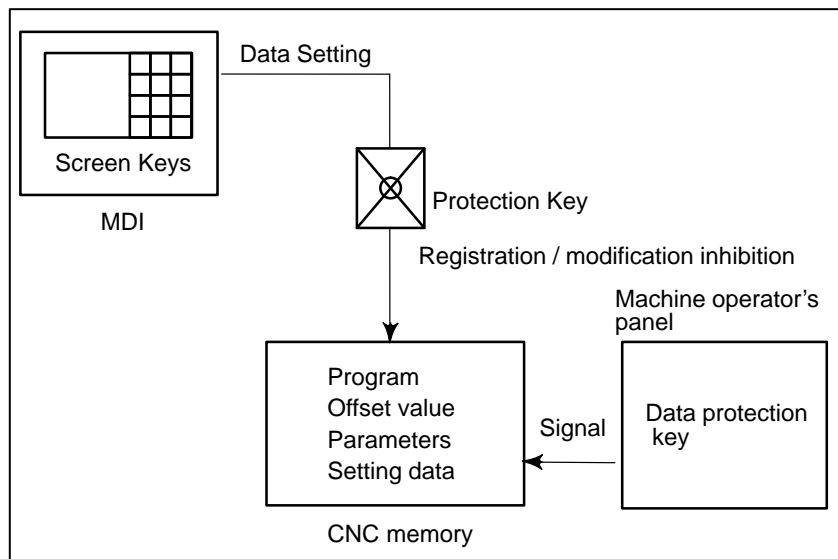 Data Setting
Screen Keys
MDI
Protection Key
Registration / modification inhibition
Machine operator's
panel
Program
Offset value
Parameters
Setting data
Signal
Data protection
key
CNC memory